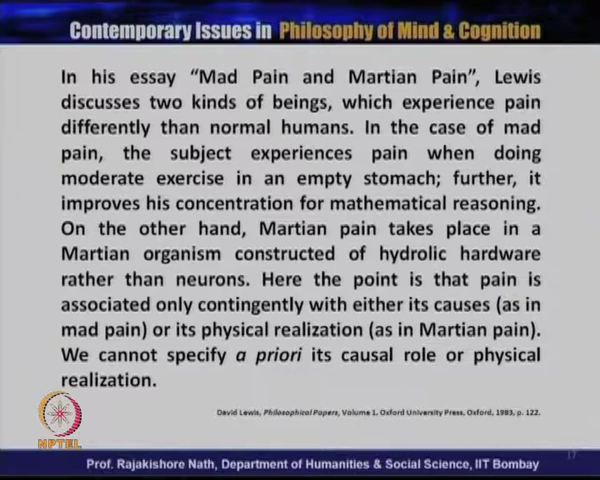 Contemporary Issues in Philosophy of Mind & Cognition
In his essay “Mad Pain and Martian Pain”, Lewis
discusses two kinds of beings, which experience pain
differently than normal humans. In the case of mad
pain, the subject experiences pain when doing
moderate exercise in an empty stomach; further, it
improves his concentration for mathematical reasoning.
On the other hand, Martian pain takes place in a
Martian organism constructed of hydrolic hardware
rather than neurons. Here the point is that pain is
associated only contingently with either its causes (as in
mad pain) or its physical realization (as in Martian pain).
We cannot specify a priori its causal role or physical
realization.
David Lewis, Philosophical Papers, Volume 1. Oxford University Press, Oxford, 1983, p. 122.
NPTEL
17
Prof. Rajakishore Nath, Department of Humanities & Social Science, IIT Bombay